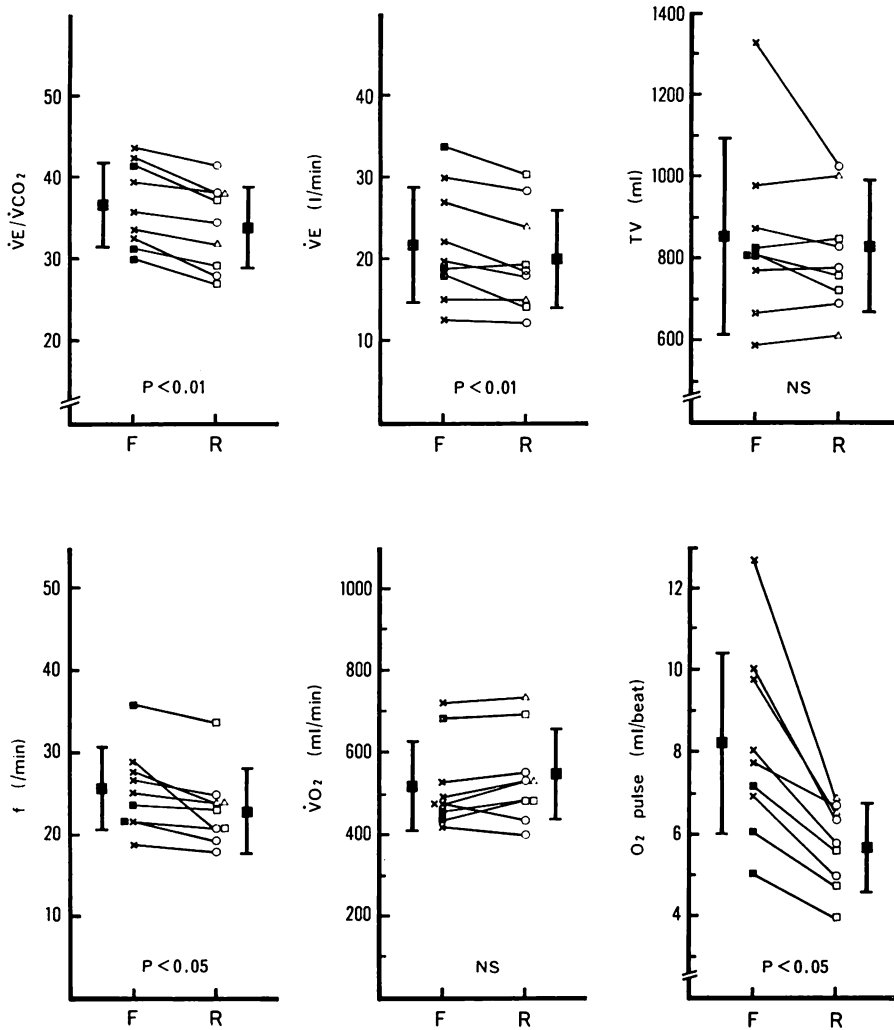 V̇E/V̇CO₂
50
40
30
20
P<0.01
F R
V̇E (l/min)
40
30
20
10
P<0.01
F R
TV (ml)
1400
1200
1000
800
600
NS
F R
f (/min)
50
40
30
20
10
P<0.05
F R
V̇O₂ (ml/min)
1000
800
600
400
200
NS
F R
O₂ pulse (ml/beat)
12
10
8
6
4
P<0.05
F R